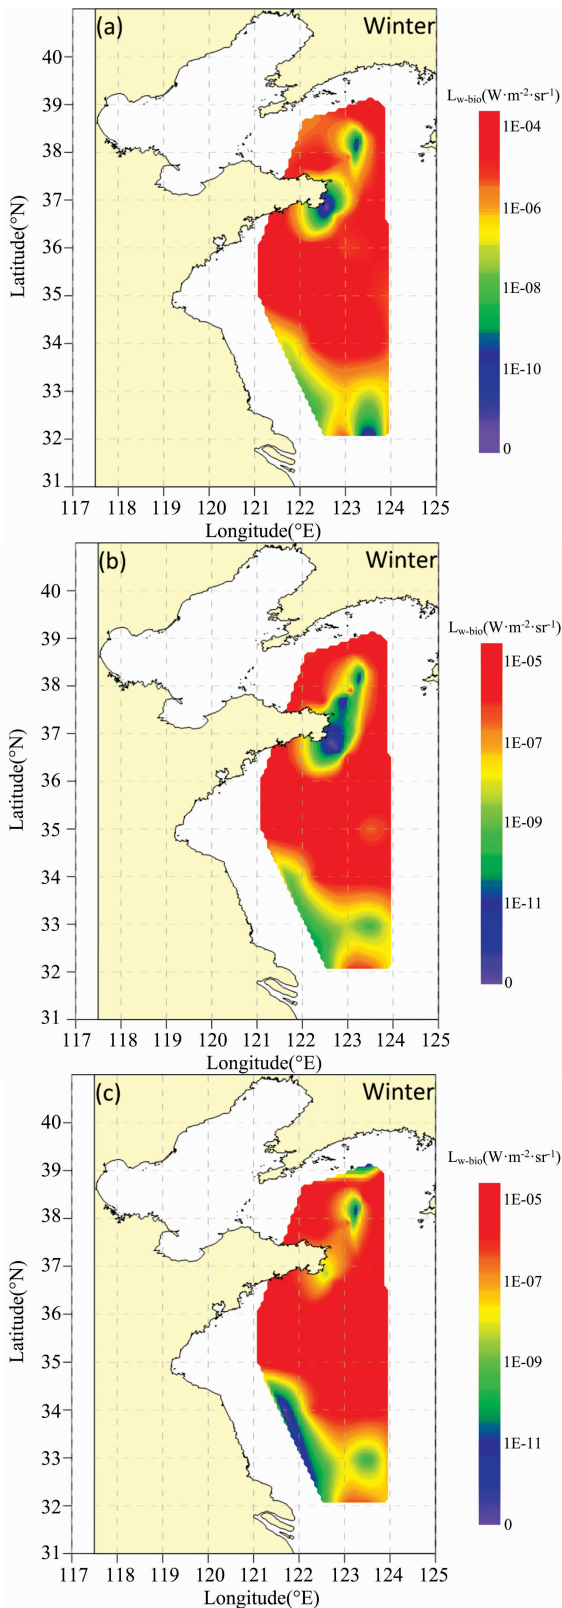 (a) Winter
40
39
38
37
36
35
34
33
32
31
Latitude(°N)
117 118 119 120 121 122 123 124 125
Longitude(°E)
Lw-bio(W·m-2·sr-1)
1E-04
1E-06
1E-08
1E-10
0
(b) Winter
40
39
38
37
36
35
34
33
32
31
Latitude(°N)
117 118 119 120 121 122 123 124 125
Longitude(°E)
Lw-bio(W·m-2·sr-1)
1E-05
1E-07
1E-09
1E-11
0
(c) Winter
40
39
38
37
36
35
34
33
32
31
Latitude(°N)
117 118 119 120 121 122 123 124 125
Longitude(°E)
Lw-bio(W·m-2·sr-1)
1E-05
1E-07
1E-09
1E-11
0